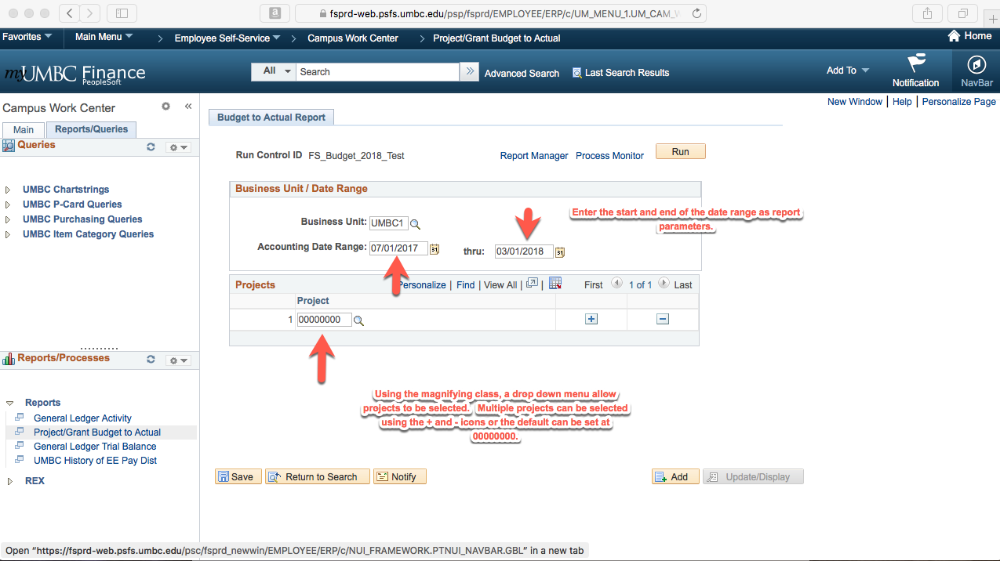 a
fsprd-web.psfs.umbc.edu/psp/fsprd/EMPLOYEE/ERP/c/UM_MENU_1.UM_CAM_W
Favorites Main Menu > Employee Self-Service > Campus Work Center > Project/Grant Budget to Actual Home
myUMBC Finance
PeopleSoft
All Search Advanced Search Last Search Results Add To Notification NavBar
New Window | Help | Personalize Page
Campus Work Center «
Main Reports/Queries
Queries
UMBC Chartstrings
UMBC P-Card Queries
UMBC Purchasing Queries
UMBC Item Category Queries
Reports/Processes
Reports
General Ledger Activity
Project/Grant Budget to Actual
General Ledger Trial Balance
UMBC History of EE Pay Dist
REX
Budget to Actual Report
Run Control ID FS_Budget_2018_Test Report Manager Process Monitor Run
Business Unit / Date Range
Business Unit: UMBC1
Accounting Date Range: 07/01/2017 31 thru: 03/01/2018 31
Enter the start and end of the date range as report
parameters.
Projects Personalize | Find | View All | First 1 of 1 Last
Project
1 00000000 + −
Using the magnifying class, a drop down menu allow
projects to be selected. Multiple projects can be selected
using the + and - icons or the default can be set at
00000000.
Save Return to Search Notify Add Update/Display
Open “https://fsprd-web.psfs.umbc.edu/psc/fsprd_newwin/EMPLOYEE/ERP/c/NUI_FRAMEWORK.PTNUI_NAVBAR.GBL” in a new tab